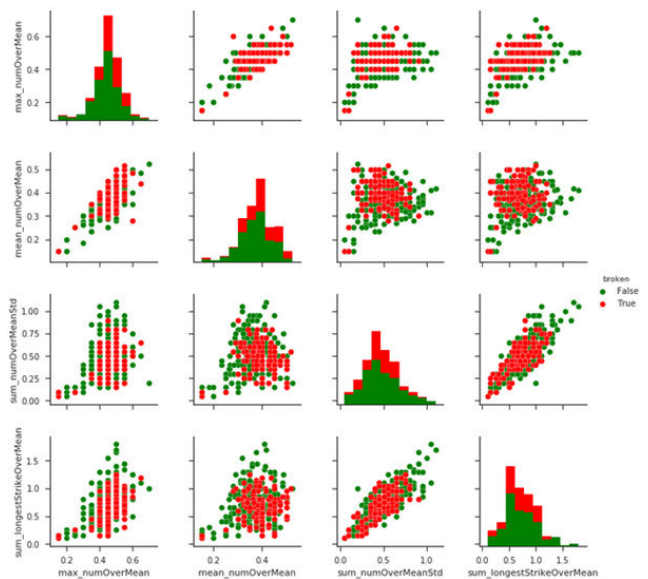 max_numOverMean
0.6
0.4
0.2
mean_numOverMean
0.5
0.4
0.3
0.2
broken
False
True
sum_numOverMeanStd
1.00
0.75
0.50
0.25
0.00
sum_longestStrikeOverMean
1.5
1.0
0.5
0.0
0.2 0.4 0.6
0.2 0.4
0.0 0.5 1.0
0.0 0.5 1.0 1.5
max_numOverMean mean_numOverMean sum_numOverMeanStd sum_longestStrikeOverMean